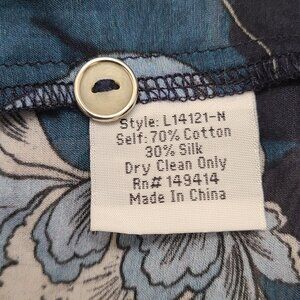 Style: L14121-N
Self: 70% Cotton
30% Silk
Dry Clean Only
Rn# 149414
Made In China